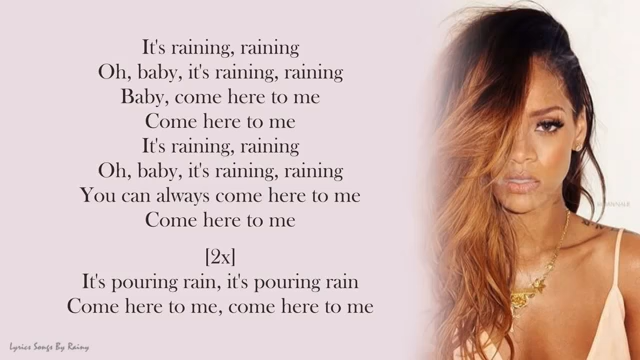 It's raining, raining
Oh, baby, it's raining, raining
Baby, come here to me
Come here to me
It's raining, raining
Oh, baby, it's raining, raining
You can always come here to me
Come here to me
[2x]
It's pouring rain, it's pouring rain
Come here to me, come here to me
Lyrics Songs By Rainy